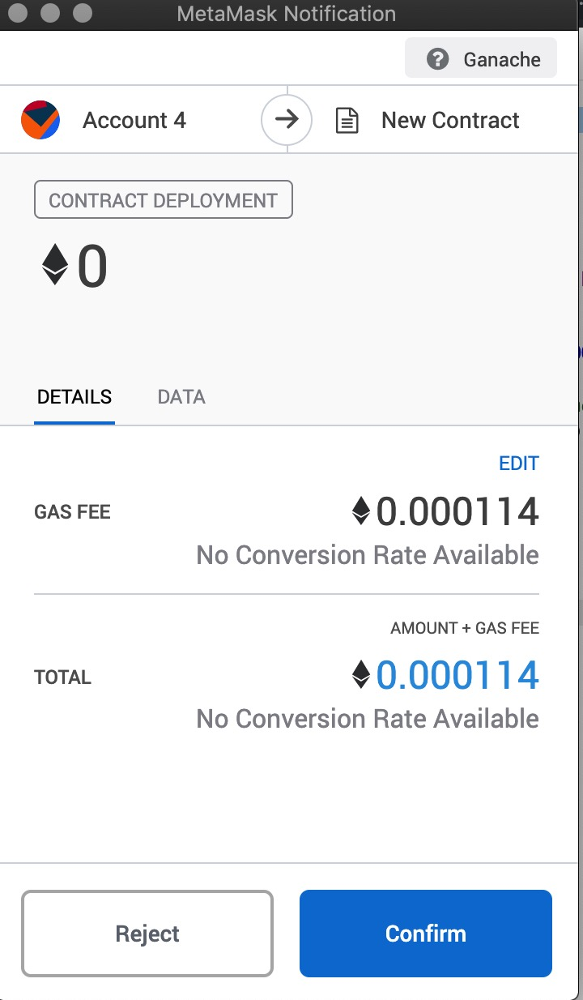 MetaMask Notification
? Ganache
Account 4 → New Contract
CONTRACT DEPLOYMENT
0
DETAILS DATA
EDIT
GAS FEE 0.000114
No Conversion Rate Available
AMOUNT + GAS FEE
TOTAL 0.000114
No Conversion Rate Available
Reject Confirm